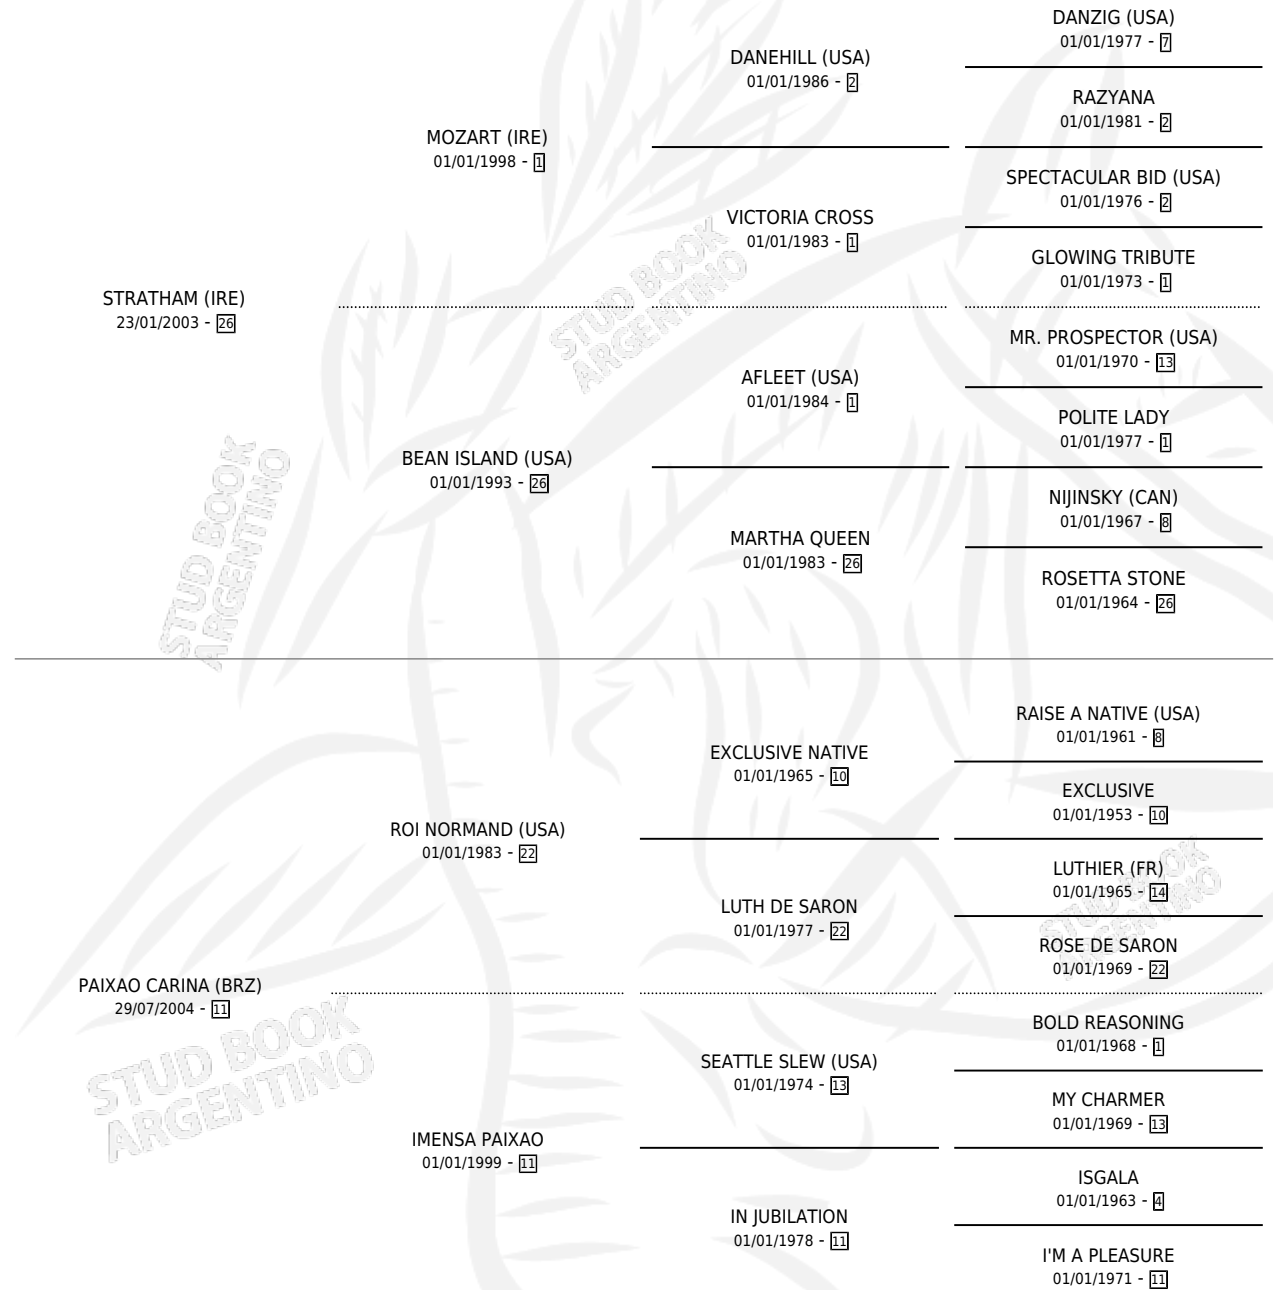 DANZIG (USA)
01/01/1977 - 7
DANEHILL (USA)
01/01/1986 - 2
RAZYANA
01/01/1981 - 2
MOZART (IRE)
01/01/1998 - 1
SPECTACULAR BID (USA)
01/01/1976 - 2
VICTORIA CROSS
01/01/1983 - 1
GLOWING TRIBUTE
01/01/1973 - 1
STRATHAM (IRE)
23/01/2003 - 26
MR. PROSPECTOR (USA)
01/01/1970 - 13
AFLEET (USA)
01/01/1984 - 1
POLITE LADY
01/01/1977 - 1
BEAN ISLAND (USA)
01/01/1993 - 26
NIJINSKY (CAN)
01/01/1967 - 8
MARTHA QUEEN
01/01/1983 - 26
ROSETTA STONE
01/01/1964 - 26
RAISE A NATIVE (USA)
01/01/1961 - 8
EXCLUSIVE NATIVE
01/01/1965 - 10
EXCLUSIVE
01/01/1953 - 10
ROI NORMAND (USA)
01/01/1983 - 22
LUTHIER (FR)
01/01/1965 - 14
LUTH DE SARON
01/01/1977 - 22
ROSE DE SARON
01/01/1969 - 22
PAIXAO CARINA (BRZ)
29/07/2004 - 11
BOLD REASONING
01/01/1968 - 1
SEATTLE SLEW (USA)
01/01/1974 - 13
MY CHARMER
01/01/1969 - 13
IMENSA PAIXAO
01/01/1999 - 11
ISGALA
01/01/1963 - 4
IN JUBILATION
01/01/1978 - 11
I'M A PLEASURE
01/01/1971 - 11
STUD BOOK
ARGENTINO
STUD BOOK
ARGENTINO
STUD BOOK
ARGENTINO
STUD BOOK
ARGENTINO